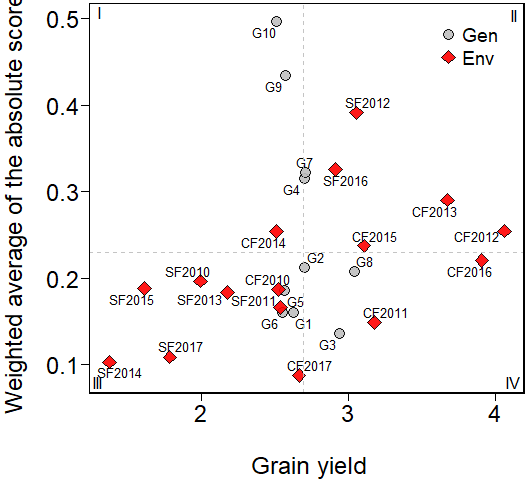 Weighted average of the absolute score
0.5
0.4
0.3
0.2
0.1
I
II
III
IV
Gen
Env
G10
G9
SF2012
G7
G4
SF2016
CF2013
CF2014
CF2015
CF2012
G2
G8
CF2016
SF2010
CF2010
SF2015
SF2013
SF2011
G5
G6
G1
CF2011
G3
SF2017
CF2017
SF2014
2
3
4
Grain yield